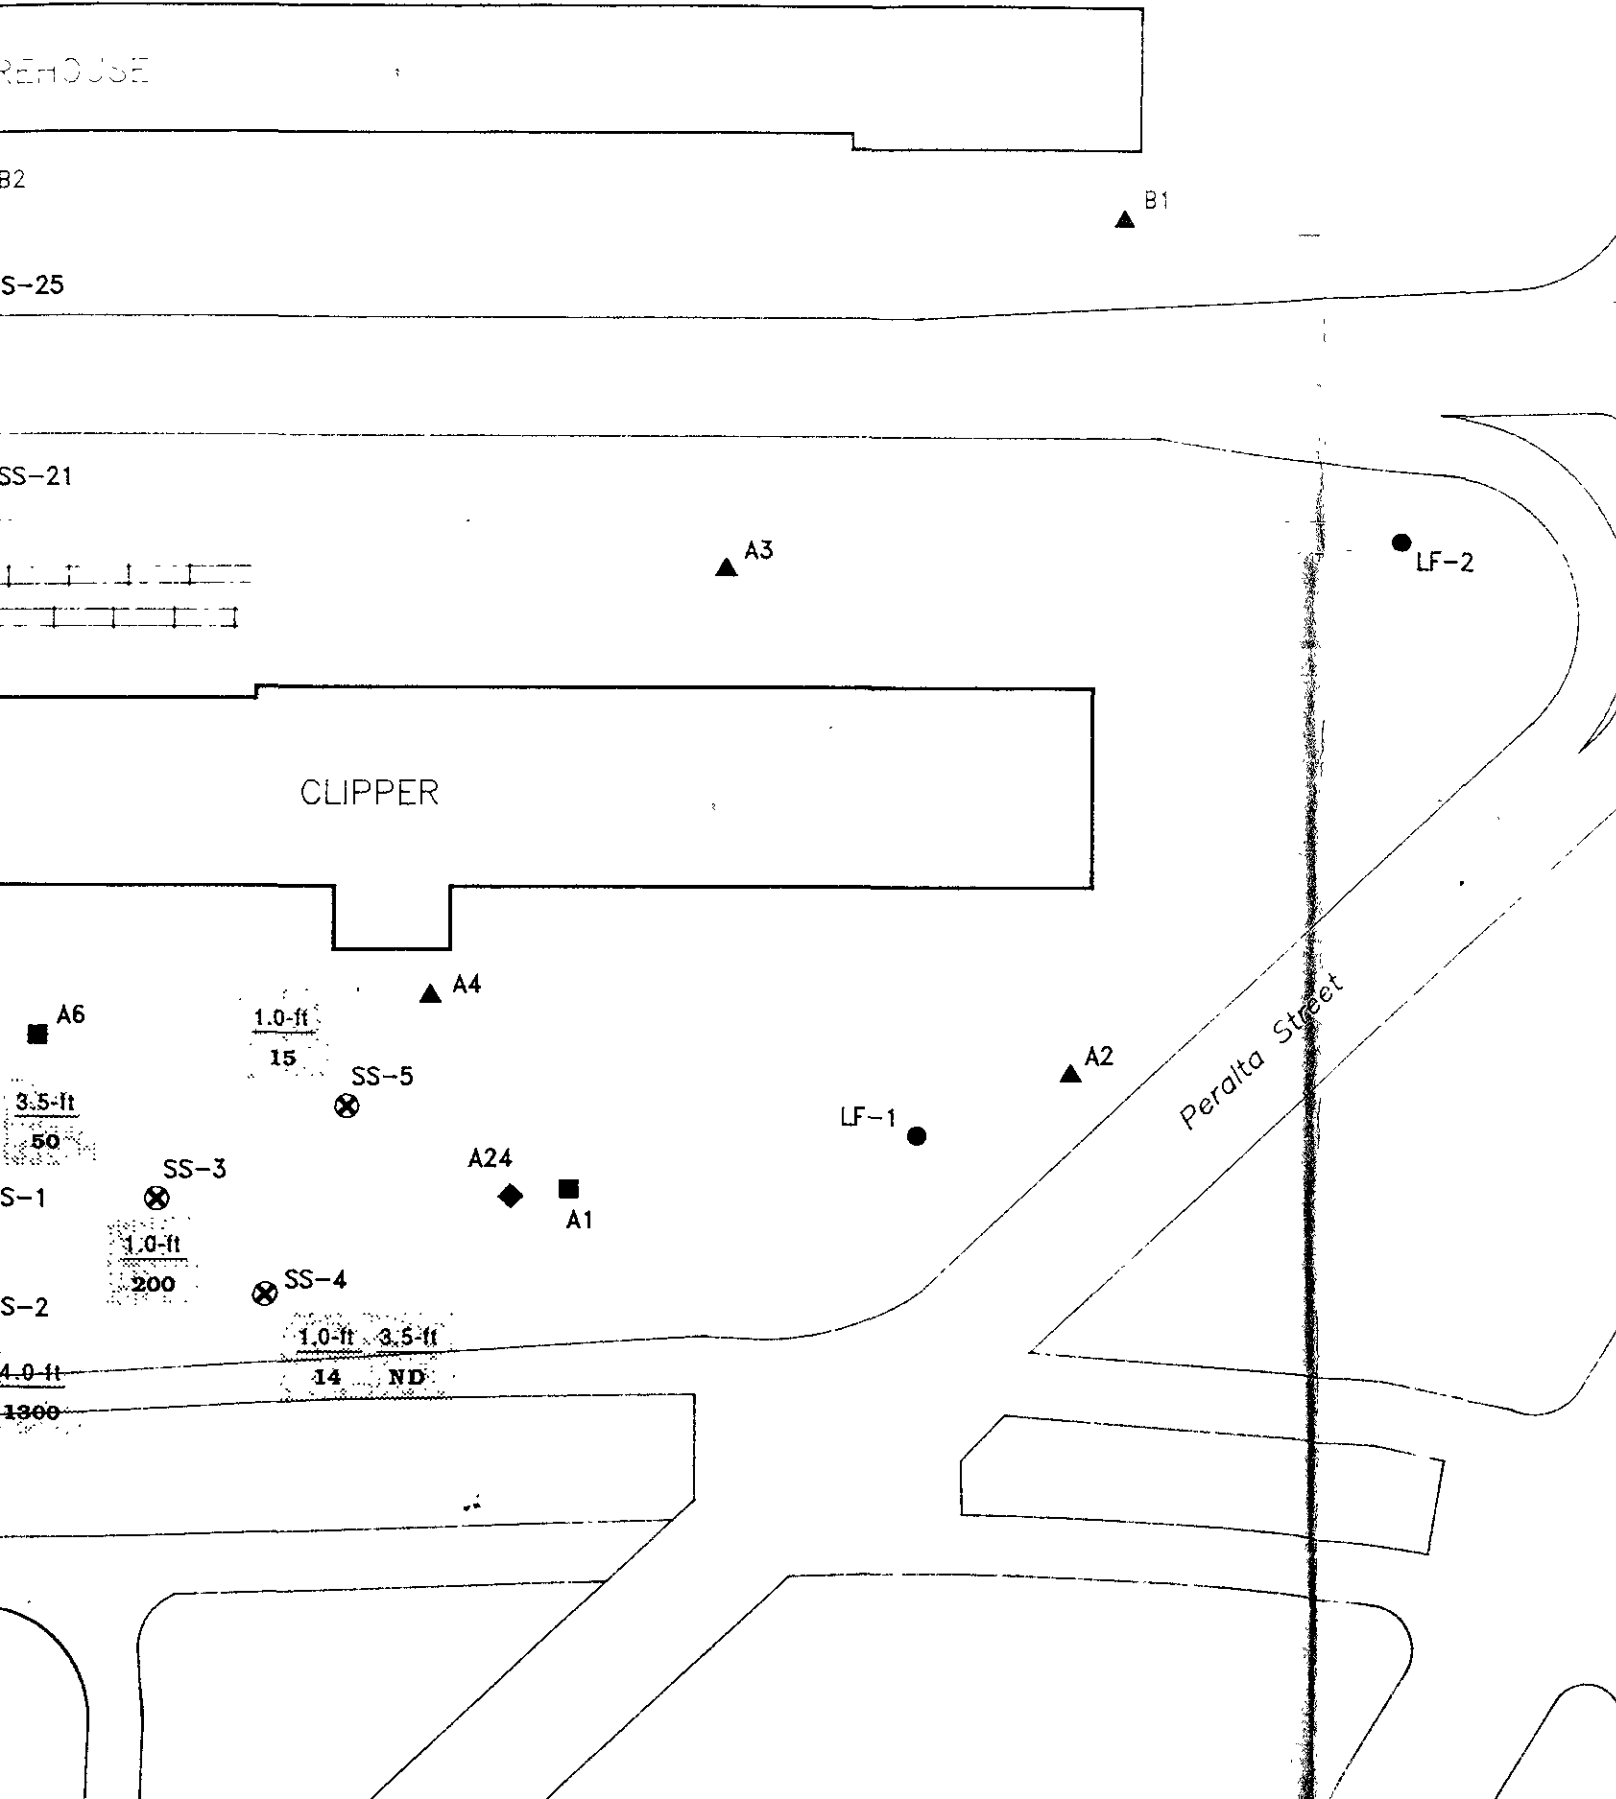 REHOUSE
B2
B1
S-25
SS-21
A3
LF-2
CLIPPER
A4
A6
1.0-ft
15
SS-5
A2
3.5-ft
50
LF-1
A24
SS-3
S-1
A1
1.0-ft
200
SS-4
S-2
1.0-ft 3.5-ft
14 ND
4.0-ft
1300
Peralta Street